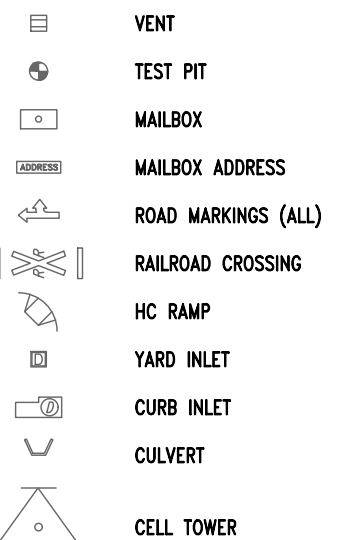 VENT
TEST PIT
MAILBOX
ADDRESS MAILBOX ADDRESS
ROAD MARKINGS (ALL)
R R RAILROAD CROSSING
HC RAMP
D YARD INLET
D CURB INLET
CULVERT
CELL TOWER